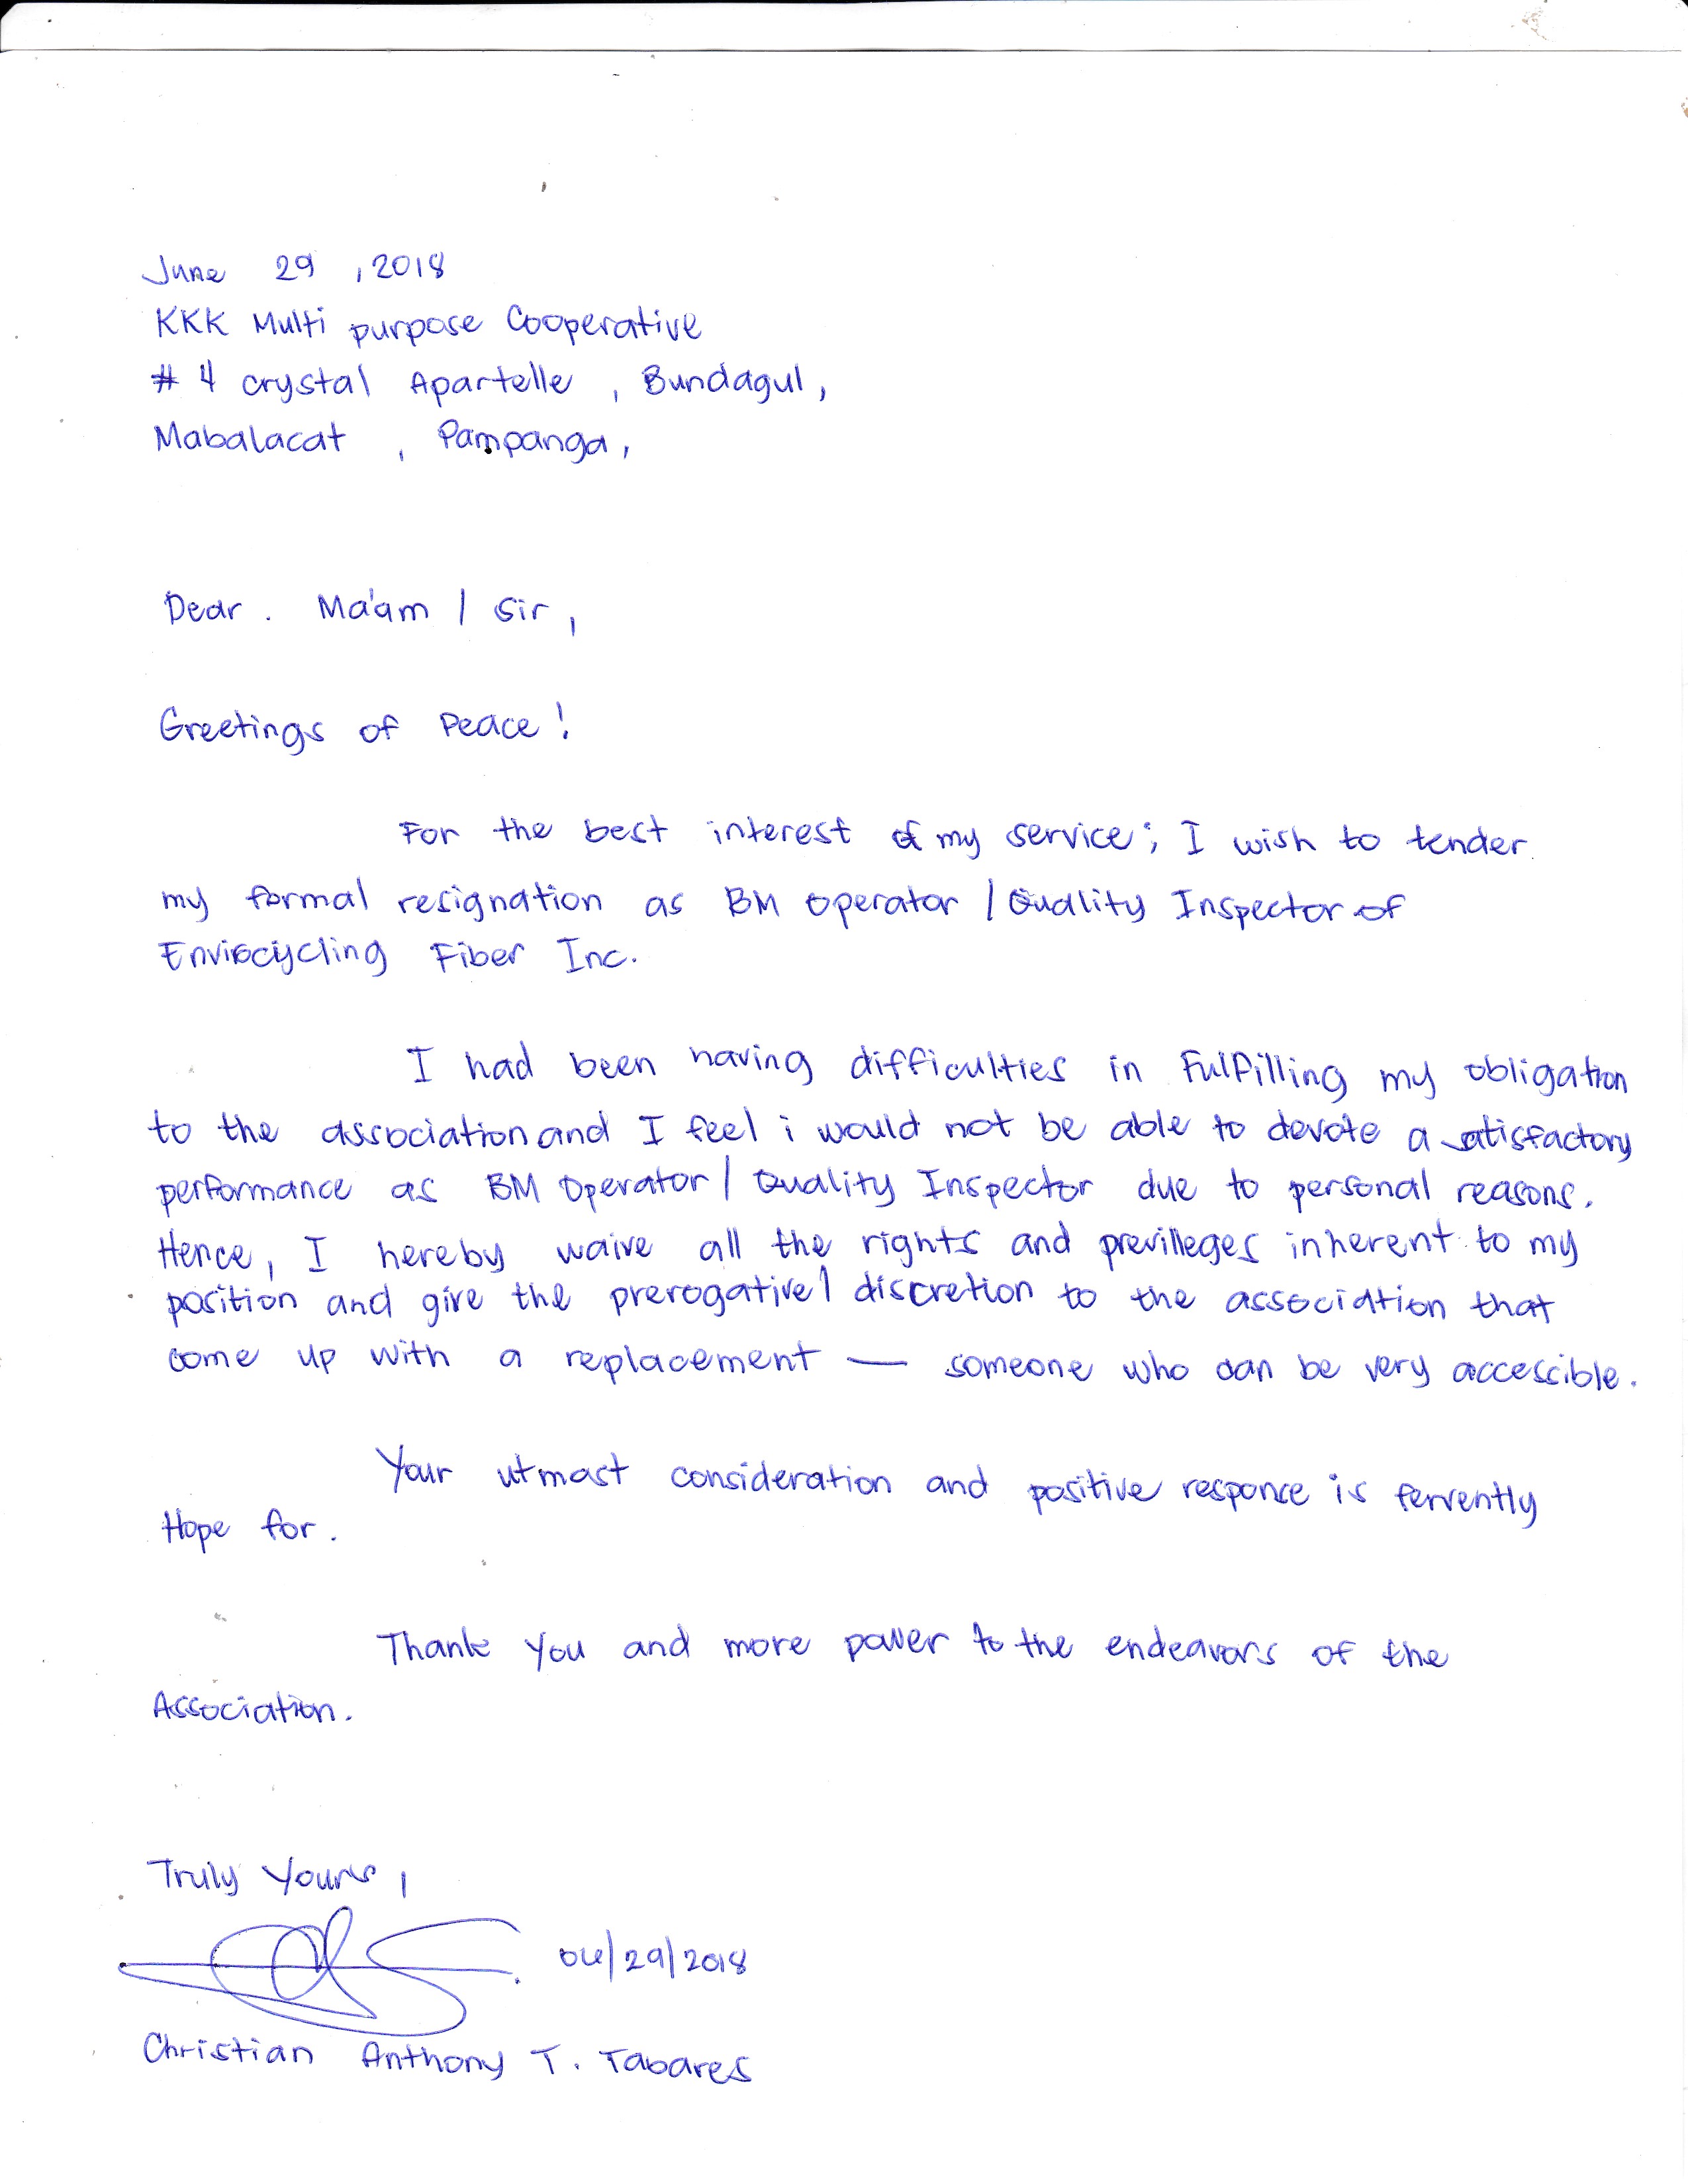 June 29 , 2018
KKK Multi purpose Cooperative
# 4 crystal Apartelle , Bundagul,
Mabalacat , Pampanga,
Dear. Ma'am / Sir,
Greetings of Peace!
For the best interest of my service; I wish to tender
my formal resignation as BM Operator / Quality Inspector of
Envirocycling Fiber Inc.
I had been having difficulties in Fulfilling my obligation
to the association and I feel i would not be able to devote a satisfactory
performance as BM Operator / Quality Inspector due to personal reasons.
Hence, I hereby waive all the rights and previlleges inherent to my
position and give the prerogative / discretion to the association that
come up with a replacement — someone who can be very accessible.
Your utmost consideration and positive response is fervently
Hope for.
Thank You and more power to the endeavors of the
Association.
Truly Yours,
06/29/2018
Christian Anthony T. Tabares